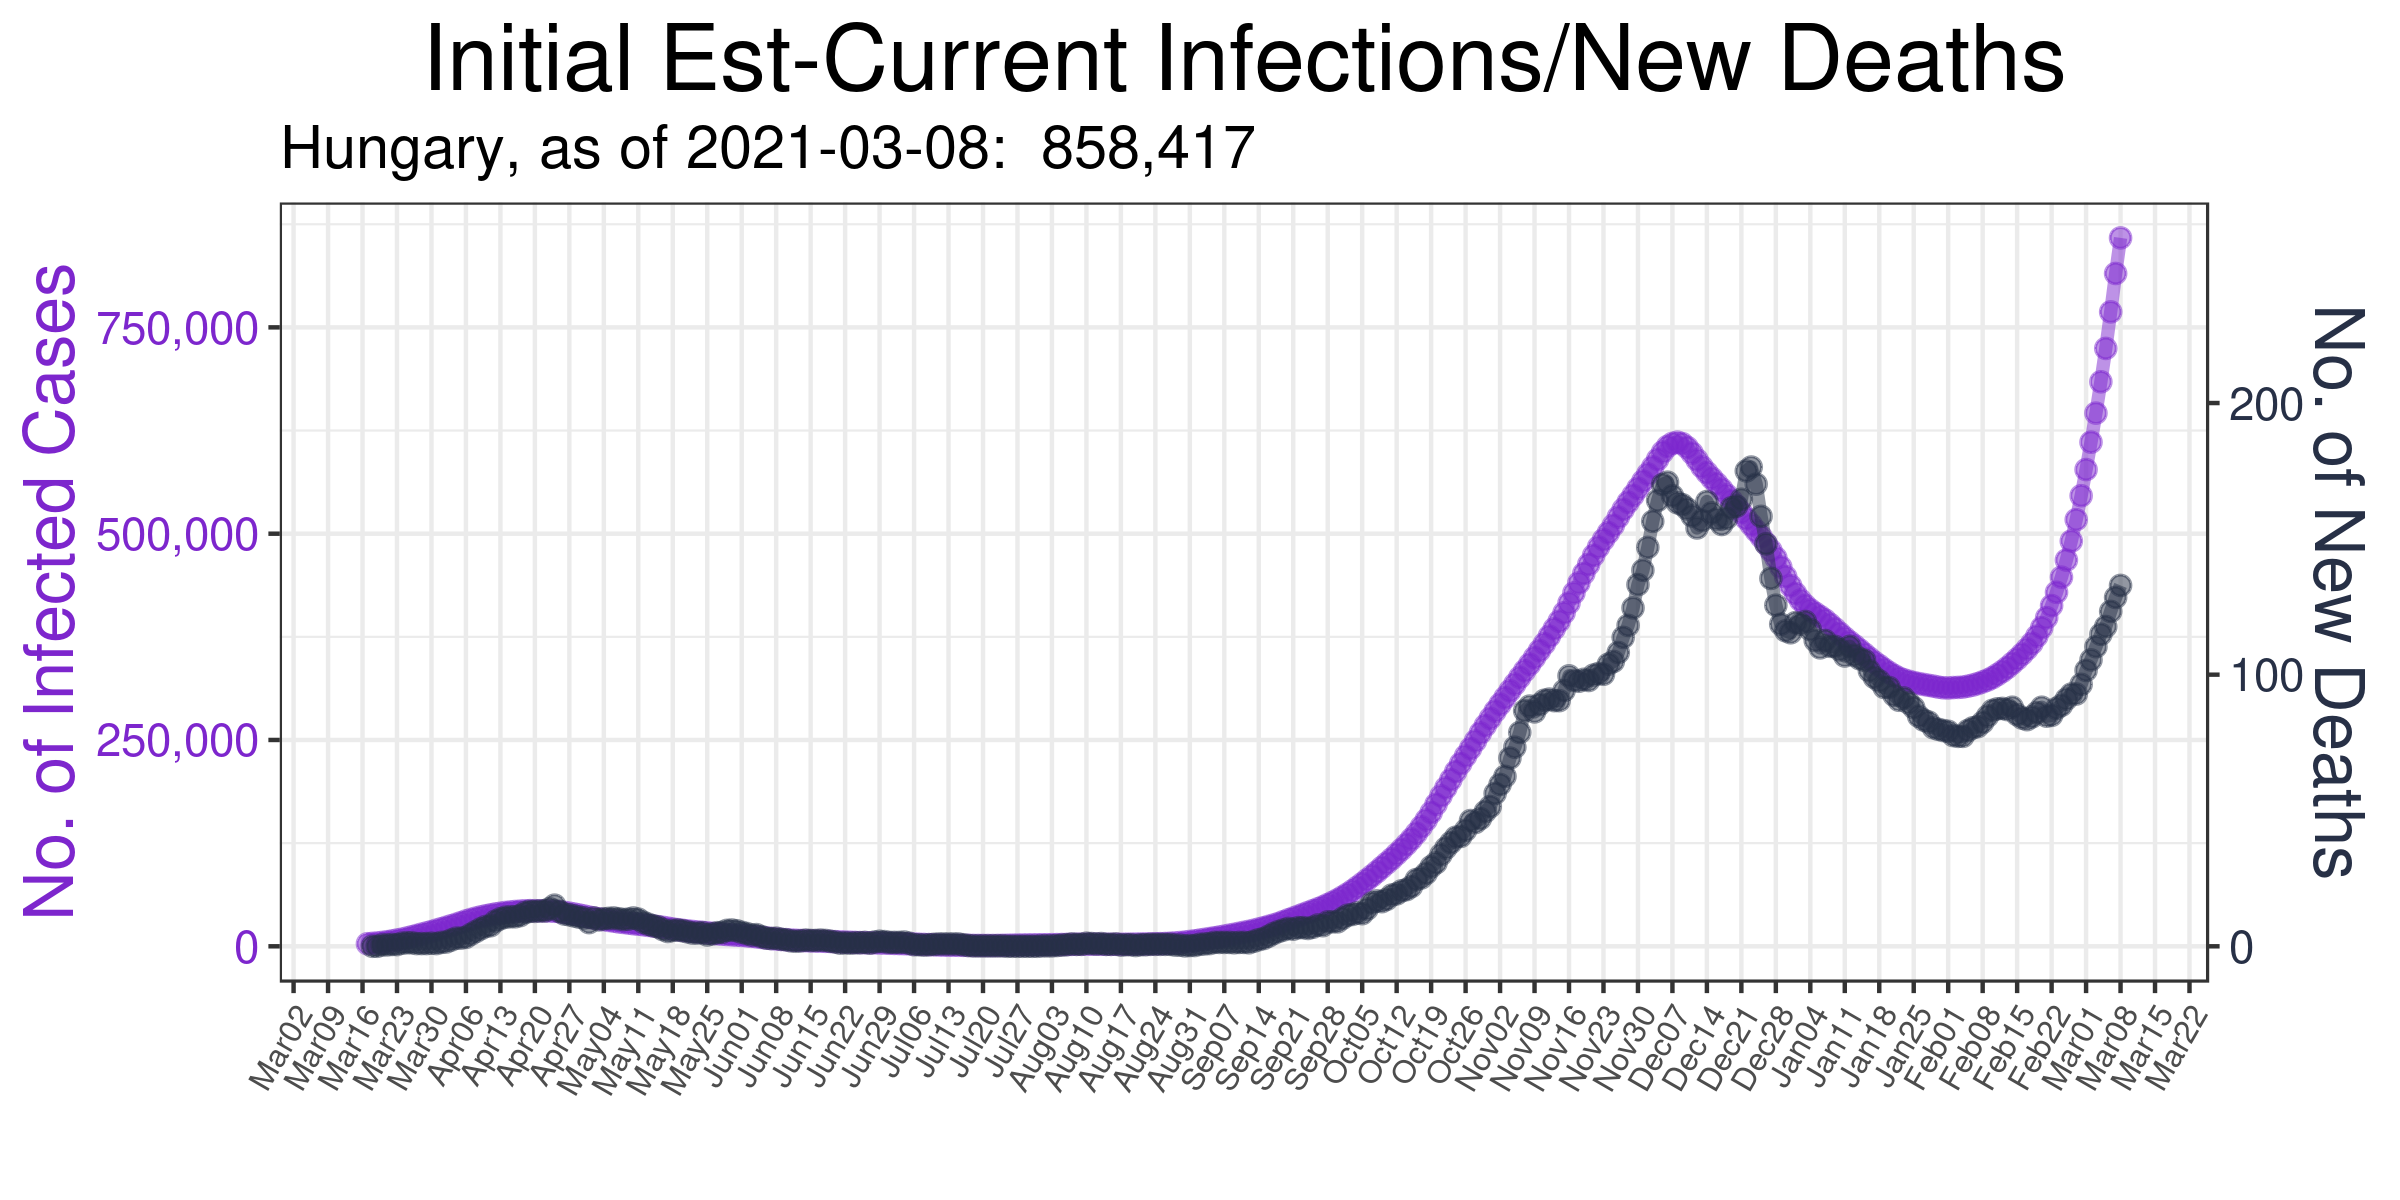 Initial Est-Current Infections/New Deaths
Hungary, as of 2021-03-08:  858,417
No. of Infected Cases
750,000
500,000
250,000
0
200
100
0
No. of New Deaths
Mar02
Mar09
Mar16
Mar23
Mar30
Apr06
Apr13
Apr20
Apr27
May04
May11
May18
May25
Jun01
Jun08
Jun15
Jun22
Jun29
Jul06
Jul13
Jul20
Jul27
Aug03
Aug10
Aug17
Aug24
Aug31
Sep07
Sep14
Sep21
Sep28
Oct05
Oct12
Oct19
Oct26
Nov02
Nov09
Nov16
Nov23
Nov30
Dec07
Dec14
Dec21
Dec28
Jan04
Jan11
Jan18
Jan25
Feb01
Feb08
Feb15
Feb22
Mar01
Mar08
Mar15
Mar22